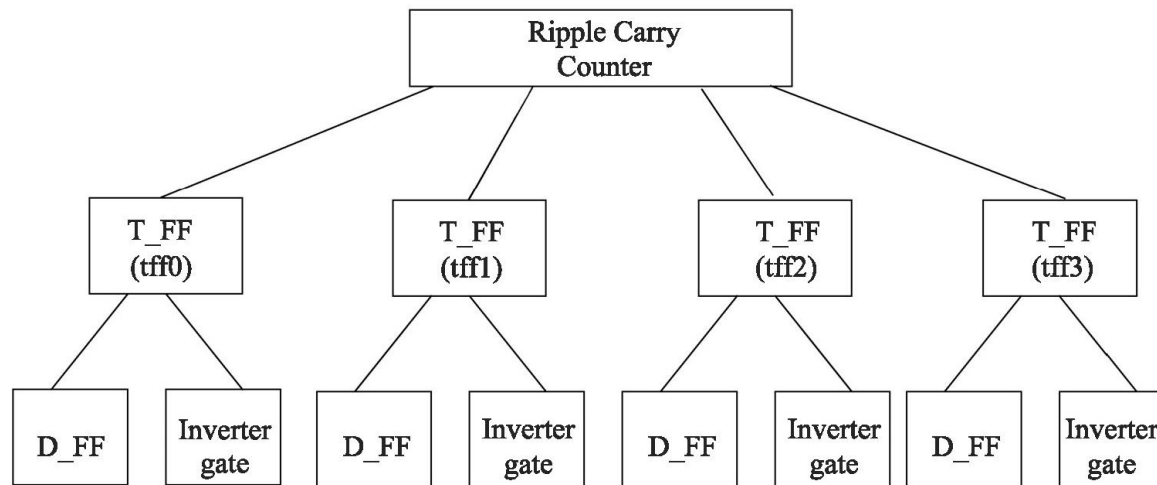 Ripple Carry
Counter
T_FF
(tff0)
T_FF
(tff1)
T_FF
(tff2)
T_FF
(tff3)
D_FF
Inverter
gate
D_FF
Inverter
gate
D_FF
Inverter
gate
D_FF
Inverter
gate